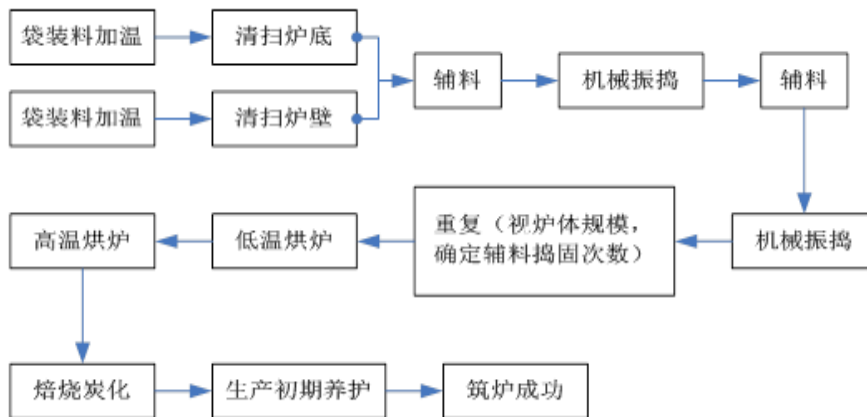 袋装料加温
清扫炉底
辅料
机械振捣
辅料
袋装料加温
清扫炉壁
高温烘炉
低温烘炉
重复（视炉体规模，
确定辅料捣固次数）
机械振捣
焙烧炭化
生产初期养护
筑炉成功